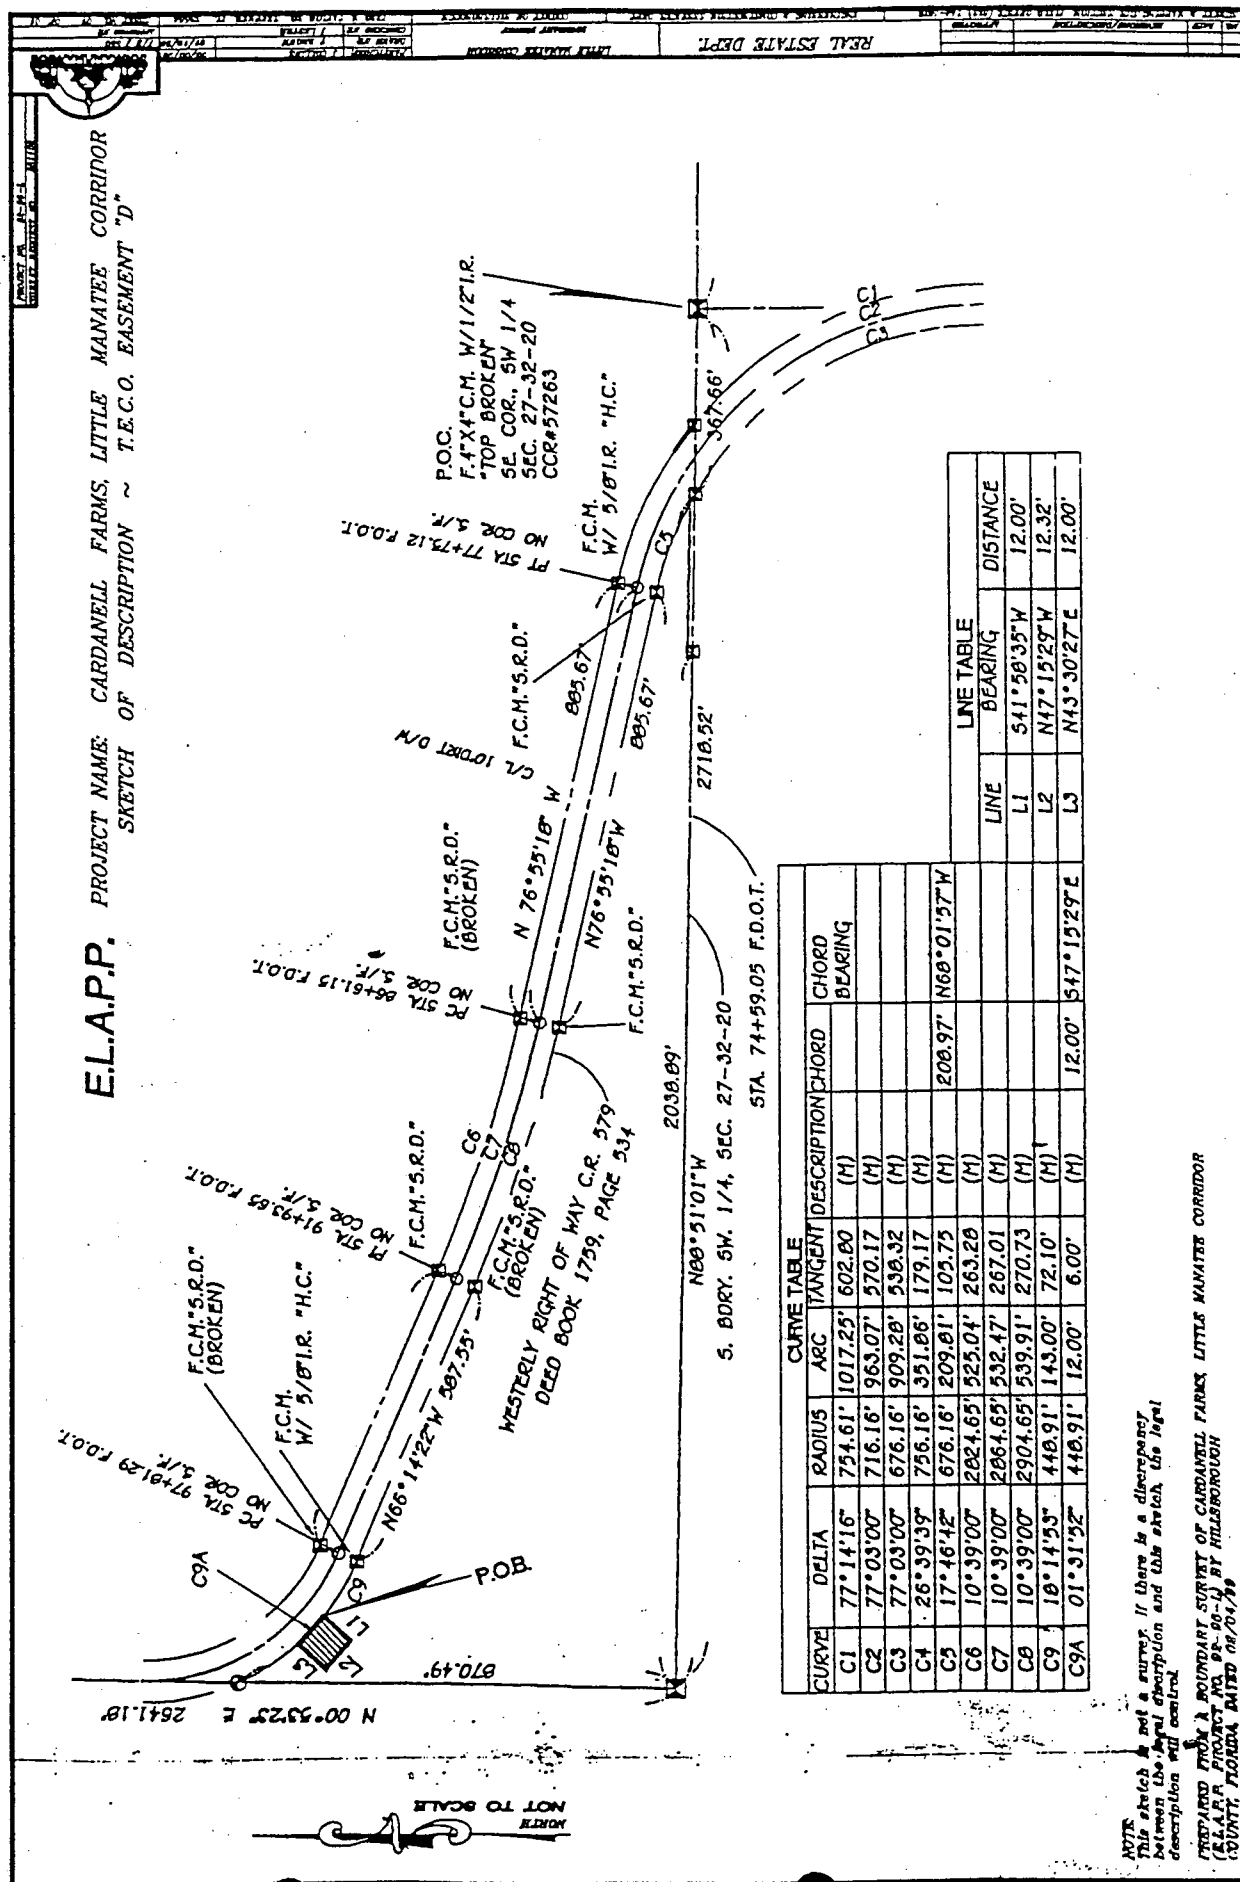 E.L.A.P.P.
PROJECT NAME: CARDANELL FARMS, LITTLE MANATEE CORRIDOR
SKETCH OF DESCRIPTION ~ T.E.C.O. EASEMENT "D"
REAL ESTATE DEPT.
LITTLE MANATEE CORRIDOR
P.O.C.
F.4"X4"C.M. W/1/2"I.R.
"TOP BROKEN"
SE COR., SW 1/4
SEC. 27-32-20
CCR#57263
F.C.M.
W/ 5/8"I.R. "H.C."
PT STA 77+75.12 F.D.O.T.
NO COR. S./F.
F.C.M."S.R.D."
C/L 10'DIRT D/W
885.67'
885.67'
C1
C2
C3
367.66'
C5
2718.52'
F.C.M."S.R.D."
(BROKEN)
N 76°55'18" W
N76°55'18"W
PC STA. 86+61.15 F.D.O.T.
NO COR. S./F.
F.C.M."S.R.D."
C6
C7
C8
F.C.M."S.R.D."
PT STA. 91+93.65 F.D.O.T.
NO COR. S./F.
F.C.M."S.R.D."
(BROKEN)
WESTERLY RIGHT OF WAY C.R. 579
DEED BOOK 1759, PAGE 534
F.C.M."S.R.D."
(BROKEN)
F.C.M.
W/ 5/8"I.R. "H.C."
PC STA. 97+81.29 F.D.O.T.
NO COR. S./F.
N66°14'22"W 587.55'
C9A
C9
P.O.B.
L1
L2
L3
870.49'
N 00°53'23" E 2641.18'
2038.89'
N88°51'01"W
S. BDRY. SW. 1/4, SEC. 27-32-20
STA. 74+59.05 F.D.O.T.
NORTH
NOT TO SCALE
LINE TABLE
LINE BEARING DISTANCE
L1 S41°58'35"W 12.00'
L2 N47°15'29"W 12.32'
L3 N43°30'27"E 12.00'
CURVE TABLE
CURVE DELTA RADIUS ARC TANGENT DESCRIPTION CHORD CHORD BEARING
C1 77°14'16" 754.61' 1017.25' 602.80 (M)
C2 77°03'00" 716.16' 963.07' 570.17 (M)
C3 77°03'00" 676.16' 909.28' 538.32 (M)
C4 26°39'39" 756.16' 351.86' 179.17 (M)
C5 17°46'42" 676.16' 209.81' 105.75 (M) 208.97' N68°01'57"W
C6 10°39'00" 2824.65' 525.04' 263.28 (M)
C7 10°39'00" 2864.65' 532.47' 267.01 (M)
C8 10°39'00" 2904.65' 539.91' 270.73 (M)
C9 18°14'53" 448.91' 143.00' 72.10' (M)
C9A 01°31'52" 448.91' 12.00' 6.00' (M) 12.00' S47°15'29"E
NOTE:
This sketch is not a survey. If there is a discrepancy
between the legal discription and this sketch, the legal
description will control.
PREPARED FROM A BOUNDARY SURVEY OF CARDANELL FARMS, LITTLE MANATEE CORRIDOR
(E.L.A.P.P. PROJECT NO. BY HILLSBOROUGH
COUNTY, FLORIDA, DATED